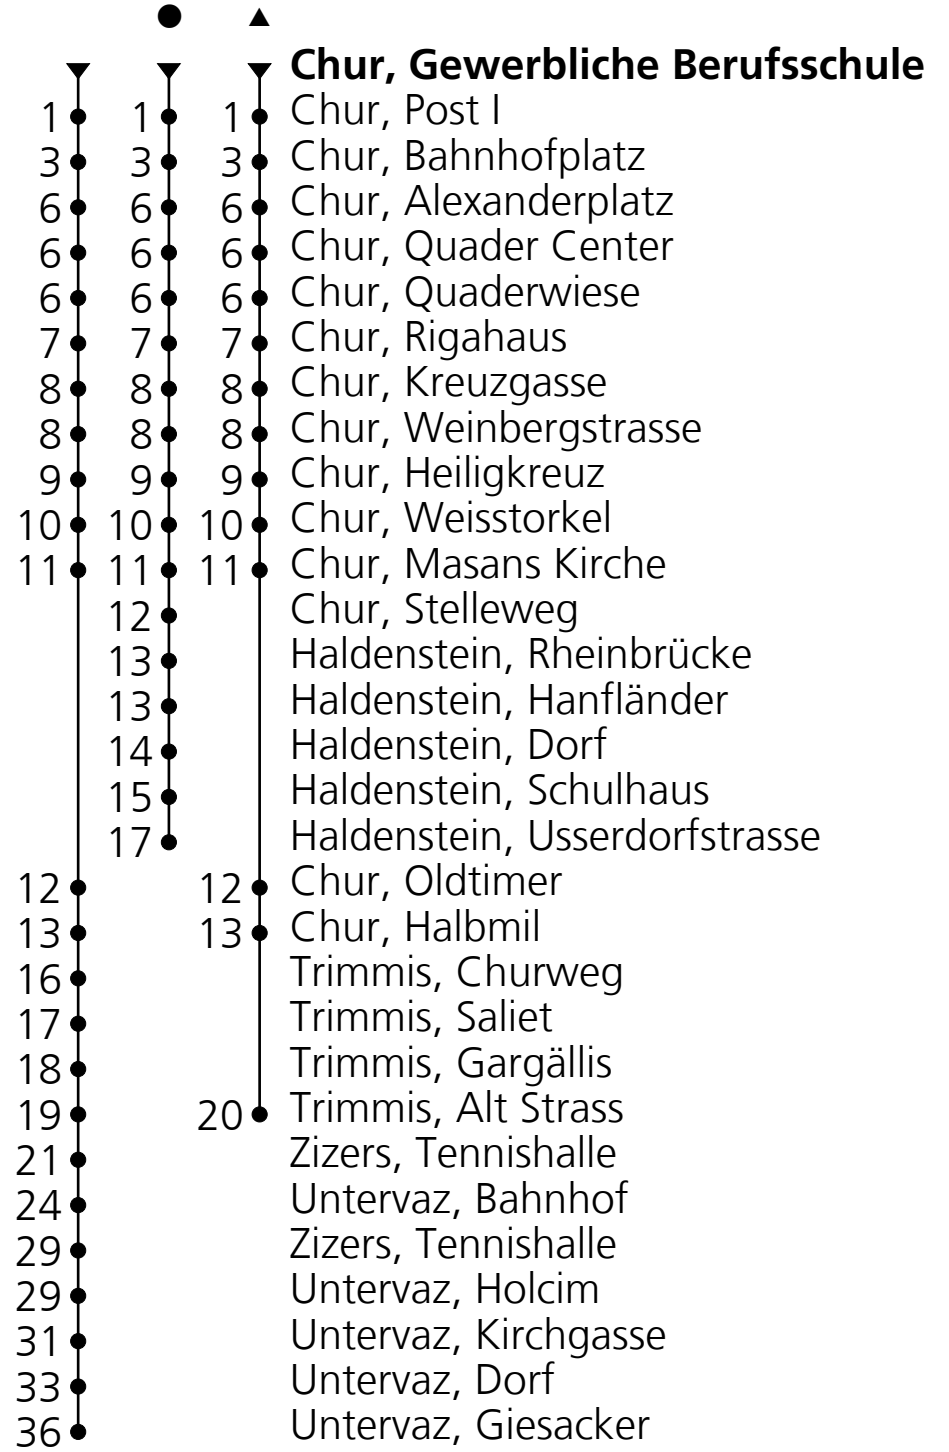 ● ▲
Chur, Gewerbliche Berufsschule
1 1 1 Chur, Post I
3 3 3 Chur, Bahnhofplatz
6 6 6 Chur, Alexanderplatz
6 6 6 Chur, Quader Center
6 6 6 Chur, Quaderwiese
7 7 7 Chur, Rigahaus
8 8 8 Chur, Kreuzgasse
8 8 8 Chur, Weinbergstrasse
9 9 9 Chur, Heiligkreuz
10 10 10 Chur, Weisstorkel
11 11 11 Chur, Masans Kirche
12 Chur, Stelleweg
13 Haldenstein, Rheinbrücke
13 Haldenstein, Hanfländer
14 Haldenstein, Dorf
15 Haldenstein, Schulhaus
17 Haldenstein, Usserdorfstrasse
12 12 Chur, Oldtimer
13 13 Chur, Halbmil
16 Trimmis, Churweg
17 Trimmis, Saliet
18 Trimmis, Gargällis
19 20 Trimmis, Alt Strass
21 Zizers, Tennishalle
24 Untervaz, Bahnhof
29 Zizers, Tennishalle
29 Untervaz, Holcim
31 Untervaz, Kirchgasse
33 Untervaz, Dorf
36 Untervaz, Giesacker